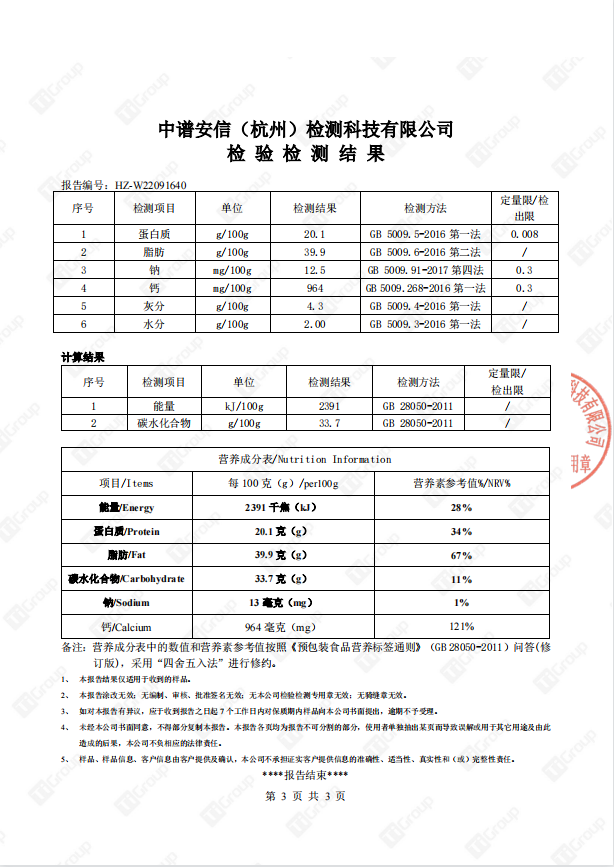 中谱安信（杭州）检测科技有限公司
检 验 检 测 结 果
报告编号：HZ-W22091640
序号 检测项目 单位 检测结果 检测方法 定量限/检出限
1 蛋白质 g/100g 20.1 GB 5009.5-2016 第一法 0.008
2 脂肪 g/100g 39.9 GB 5009.6-2016 第二法 /
3 钠 mg/100g 12.5 GB 5009.91-2017 第四法 0.3
4 钙 mg/100g 964 GB 5009.268-2016 第一法 0.3
5 灰分 g/100g 4.3 GB 5009.4-2016 第一法 /
6 水分 g/100g 2.00 GB 5009.3-2016 第一法 /
计算结果
序号 检测项目 单位 检测结果 检测方法 定量限/检出限
1 能量 kJ/100g 2391 GB 28050-2011 /
2 碳水化合物 g/100g 33.7 GB 28050-2011 /
科技有限公司
用章
营养成分表/Nutrition Information
项目/Items 每 100 克（g）/per100g 营养素参考值%/NRV%
能量/Energy 2391 千焦（kJ） 28%
蛋白质/Protein 20.1 克（g） 34%
脂肪/Fat 39.9 克（g） 67%
碳水化合物/Carbohydrate 33.7 克（g） 11%
钠/Sodium 13 毫克（mg） 1%
钙/Calcium 964 毫克（mg） 121%
备注：营养成分表中的数值和营养素参考值按照《预包装食品营养标签通则》（GB 28050-2011）问答(修
订版)，采用“四舍五入法”进行修约。
1、 本报告结果仅适用于收到的样品。
2、 本报告涂改无效；无编制、审核、批准签名无效；无本公司检验检测专用章无效；无骑缝章无效。
3、 如对本报告有异议，应于收到报告之日起 7 个工作日内对保质期内样品向本公司书面提出，逾期不予受理。
4、 未经本公司书面同意，不得部分复制本报告。本报告各页均为报告不可分割的部分，使用者单独抽出某页而导致误解或用于其它用途及由此
造成的后果，本公司不负相应的法律责任。
5、 样品、样品信息、客户信息由客户提供及确认，本公司不承担证实客户提供信息的准确性、适当性、真实性和（或）完整性责任。
****报告结束****
第 3 页 共 3 页